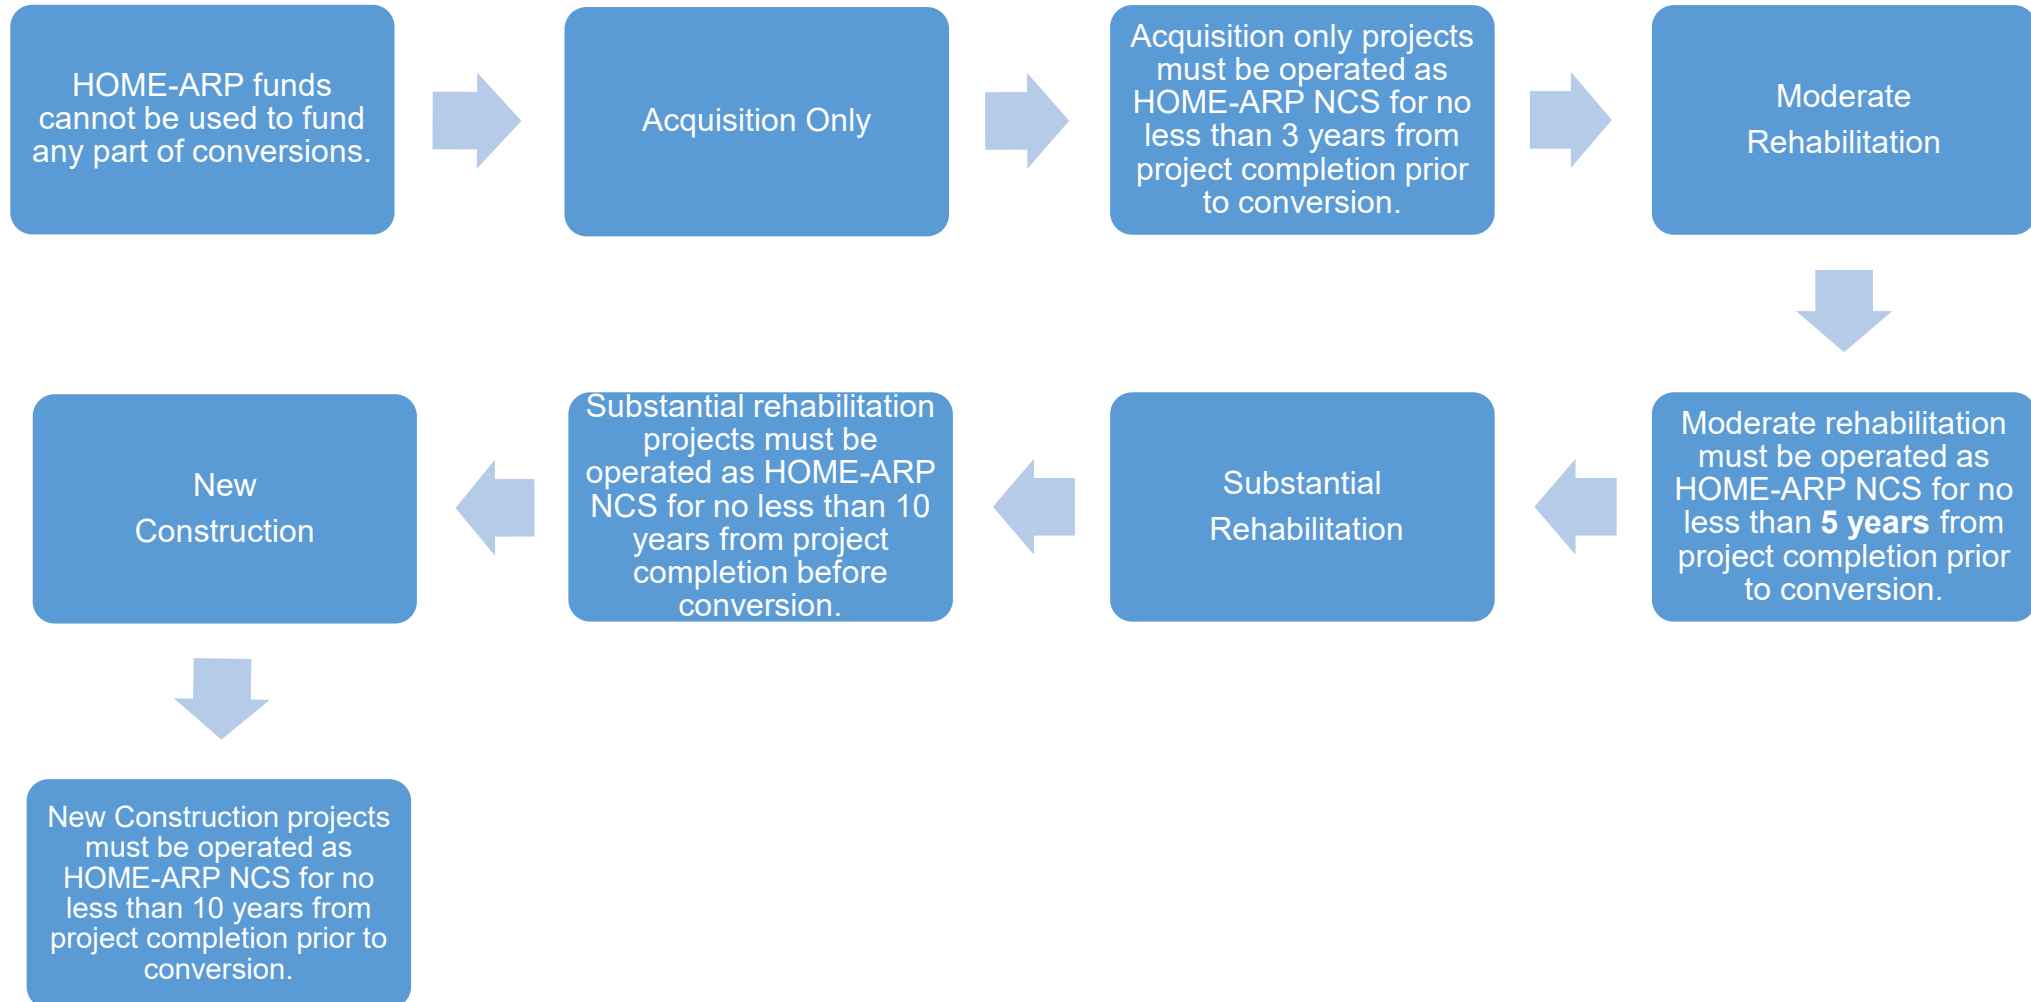 HOME-ARP funds
cannot be used to fund
any part of conversions.
Acquisition Only
Acquisition only projects
must be operated as
HOME-ARP NCS for no
less than 3 years from
project completion prior
to conversion.
Moderate
Rehabilitation
Moderate rehabilitation
must be operated as
HOME-ARP NCS for no
less than 5 years from
project completion prior
to conversion.
Substantial
Rehabilitation
Substantial rehabilitation
projects must be
operated as HOME-ARP
NCS for no less than 10
years from project
completion before
conversion.
New
Construction
New Construction projects
must be operated as
HOME-ARP NCS for no
less than 10 years from
project completion prior to
conversion.